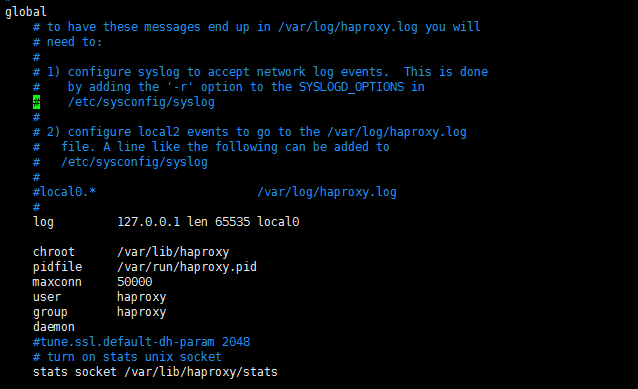 global
    # to have these messages end up in /var/log/haproxy.log you will
    # need to:
    #
    # 1) configure syslog to accept network log events.  This is done
    #    by adding the '-r' option to the SYSLOGD_OPTIONS in
    #    /etc/sysconfig/syslog
    #
    # 2) configure local2 events to go to the /var/log/haproxy.log
    #   file. A line like the following can be added to
    #   /etc/sysconfig/syslog
    #
    #local0.*                       /var/log/haproxy.log
    #
    log         127.0.0.1 len 65535 local0

    chroot      /var/lib/haproxy
    pidfile     /var/run/haproxy.pid
    maxconn     50000
    user        haproxy
    group       haproxy
    daemon
    #tune.ssl.default-dh-param 2048
    # turn on stats unix socket
    stats socket /var/lib/haproxy/stats